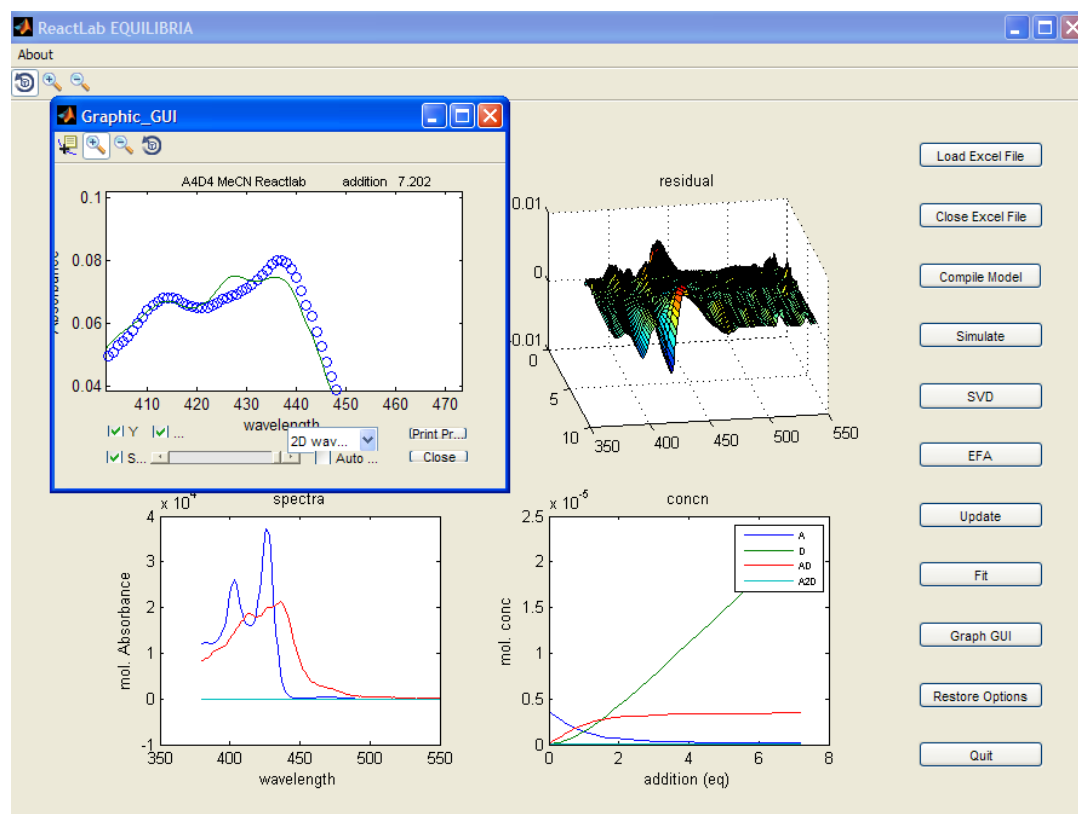 ReactLab EQUILIBRIA
About
Graphic_GUI
A4D4 MeCN Reactlab addition 7.202
0.1
0.08
0.06
0.04
Absorbance
410 420 430 440 450 460 470
wavelength
Y ...
2D wav...
Print Pr...
S...
Auto ...
Close
residual
0.01
0
-0.01
0
5
10
350 400 450 500 550
spectra
x 10^4
4
3
2
1
0
-1
mol. Absorbance
350 400 450 500 550
wavelength
concn
x 10^-5
2.5
2
1.5
1
0.5
0
mol. conc
0 2 4 6 8
addition (eq)
A
D
AD
A2D
Load Excel File
Close Excel File
Compile Model
Simulate
SVD
EFA
Update
Fit
Graph GUI
Restore Options
Quit